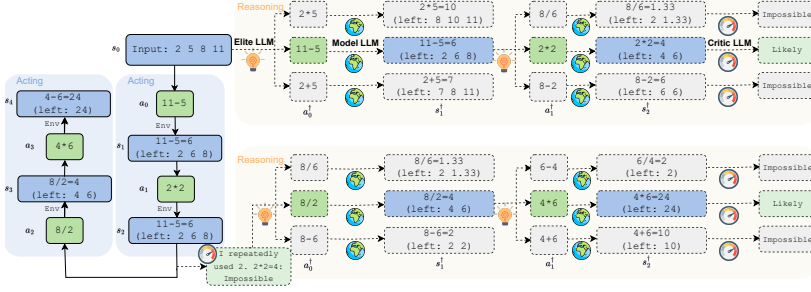 Reasoning
s₀
Input: 2 5 8 11
Elite LLM
Model LLM
Critic LLM
2*5
2*5=10
(left: 8 10 11)
8/6
8/6=1.33
(left: 2 1.33)
Impossible
11-5
11-5=6
(left: 2 6 8)
2*2
2*2=4
(left: 4 6)
Likely
2+5
2+5=7
(left: 7 8 11)
8-2
8-2=6
(left: 6 6)
Impossible
a₀†
s₁†
a₁†
s₂†
Acting
s₄
4-6=24
(left: 24)
Env
a₃
4*6
s₃
8/2=4
(left: 4 6)
Env
a₂
8/2
Acting
a₀
11-5
Env
s₁
11-5=6
(left: 2 6 8)
a₁
2*2
Env
s₂
11-5=6
(left: 2 6 8)
I repeatedly
used 2. 2*2=4:
Impossible
Reasoning
8/6
8/6=1.33
(left: 2 1.33)
6-4
6/4=2
(left: 2)
Impossible
8/2
8/2=4
(left: 4 6)
4*6
4*6=24
(left: 24)
Likely
8-6
8-6=2
(left: 2 2)
4+6
4+6=10
(left: 10)
Impossible
a₀†
s₁†
a₁†
s₂†